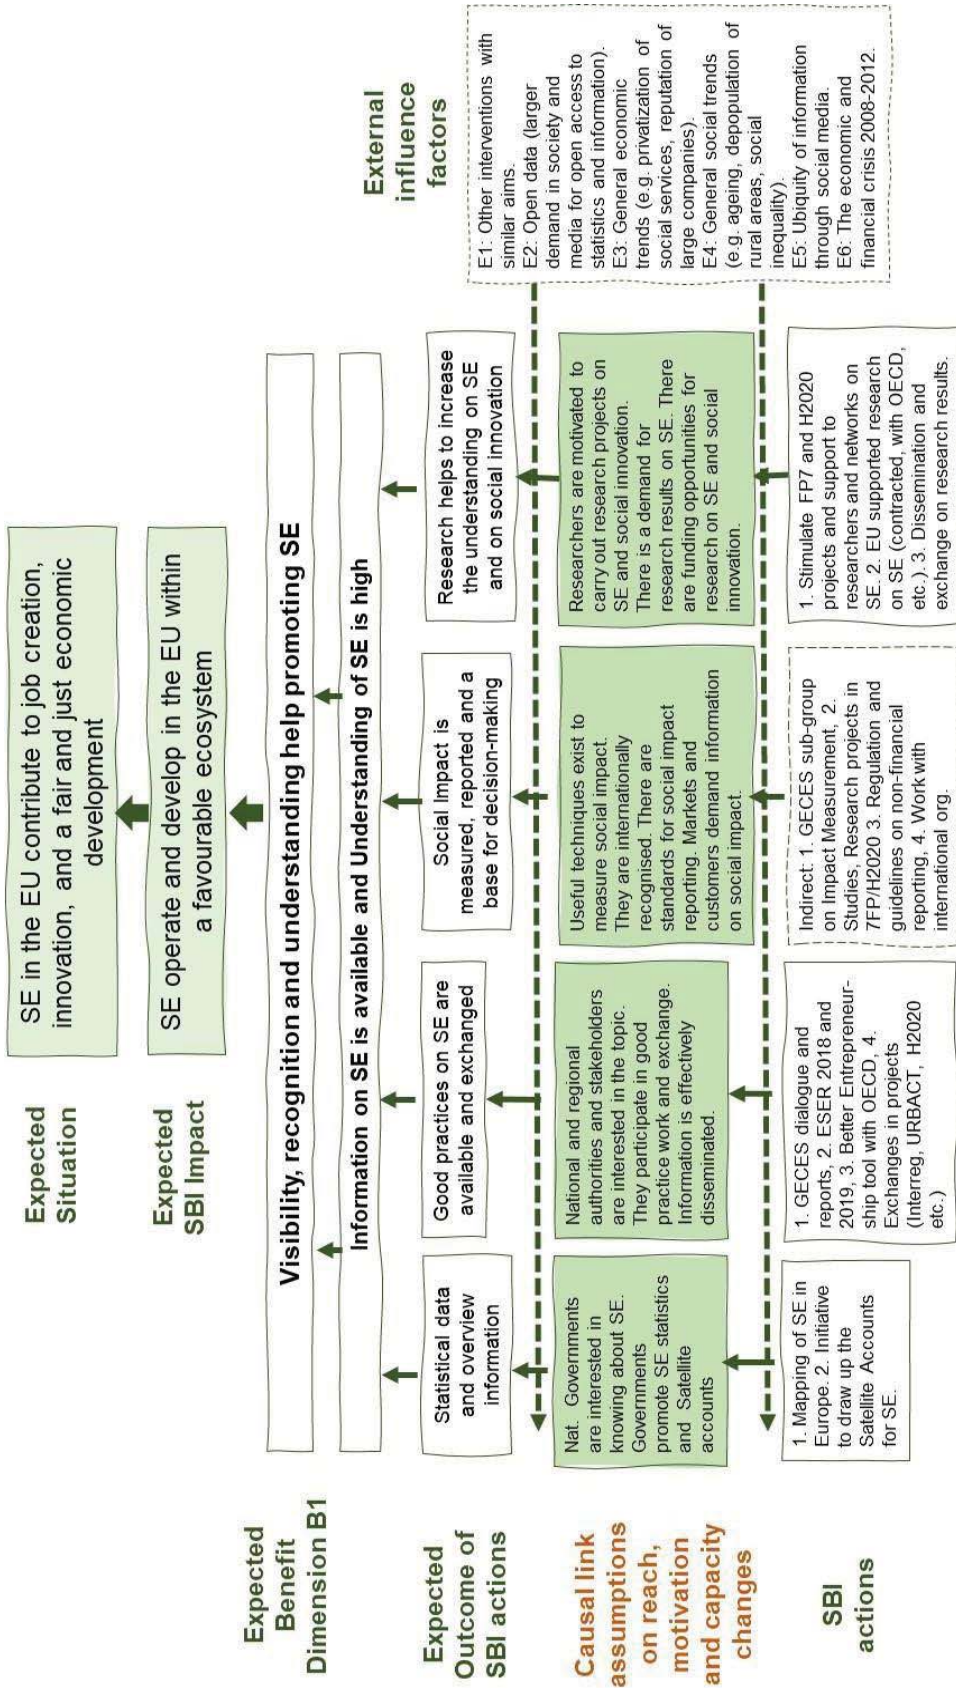 Expected
Situation
SE in the EU contribute to job creation,
innovation, and a fair and just economic
development
Expected
SBI Impact
SE operate and develop in the EU within
a favourable ecosystem
External
influence
factors
Expected
Benefit
Dimension B1
Visibility, recognition and understanding help promoting SE
Information on SE is available and Understanding of SE is high
Expected
Outcome of
SBI actions
Statistical data
and overview
information
Good practices on SE are
available and exchanged
Social Impact is
measured, reported and a
base for decision-making
Research helps to increase
the understanding on SE
and on social innovation
E1: Other interventions with
similar aims.
E2: Open data (larger
demand in society and
media for open access to
statistics and information).
E3: General economic
trends (e.g. privatization of
social services, reputation of
large companies).
E4: General social trends
(e.g. ageing, depopulation of
rural areas, social
inequality).
E5: Ubiquity of information
through social media.
E6: The economic and
financial crisis 2008-2012.
Causal link
assumptions
on reach,
motivation
and capacity
changes
Nat. Governments
are interested in
knowing about SE.
Governments
promote SE statistics
and Satellite
accounts
National and regional
authorities and stakeholders
are interested in the topic.
They participate in good
practice work and exchange.
Information is effectively
disseminated.
Useful techniques exist to
measure social impact.
They are internationally
recognised. There are
standards for social impact
reporting. Markets and
customers demand information
on social impact.
Researchers are motivated to
carry out research projects on
SE and social innovation.
There is a demand for
research results on SE. There
are funding opportunities for
research on SE and social
innovation.
SBI
actions
1. Mapping of SE in
Europe. 2. Initiative
to draw up the
Satellite Accounts
for SE.
1. GECES dialogue and
reports, 2. ESER 2018 and
2019, 3. Better Entrepreneur-
ship tool with OECD, 4.
Exchanges in projects
(Interreg, URBACT, H2020
etc.)
Indirect: 1. GECES sub-group
on Impact Measurement, 2.
Studies, Research projects in
7FP/H2020 3. Regulation and
guidelines on non-financial
reporting, 4. Work with
international org.
1. Stimulate FP7 and H2020
projects and support to
researchers and networks on
SE. 2. EU supported research
on SE (contracted, with OECD,
etc.). 3. Dissemination and
exchange on research results.